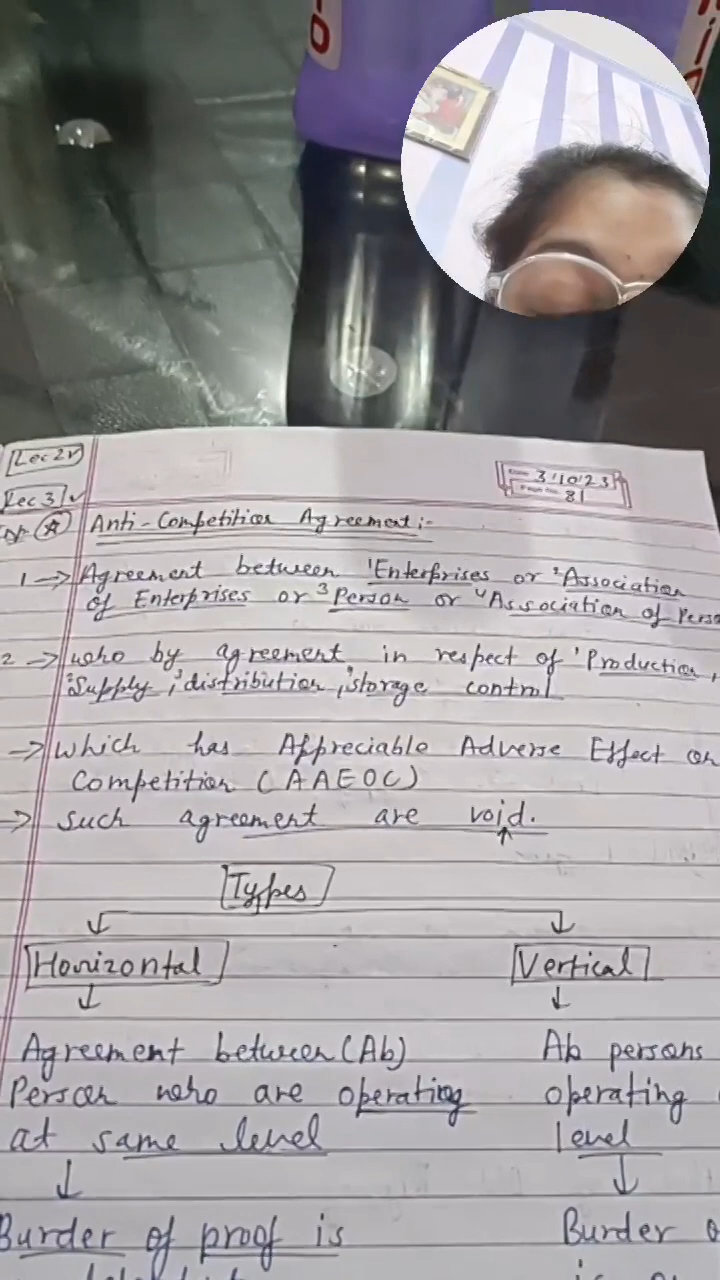 Lec 2
Lec 3
3/10/23
81
Anti-Competition Agreement:-
1 → Agreement between 1Enterprises or 2Association
of Enterprises or 3Person or 4Association of Perso
2 → who by agreement in respect of 1Production,
2Supply, 3distribution, 4storage control
→ Which has Appreciable Adverse Effect on
Competition (AAEOC)
→ Such agreement are void.
Types
Horizontal
Vertical
Agreement between (Ab)
Person who are operating
at same level
Ab persons
operating
level
Burden of proof is
Burden o